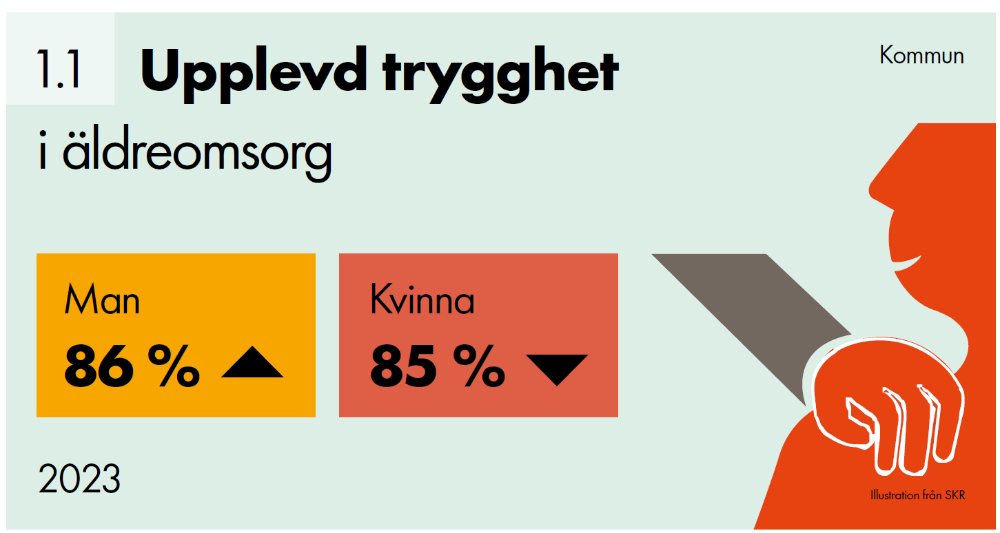 1.1 Upplevd trygghet
Kommun
i äldreomsorg
Man
86 %
Kvinna
85 %
2023
Illustration från SKR